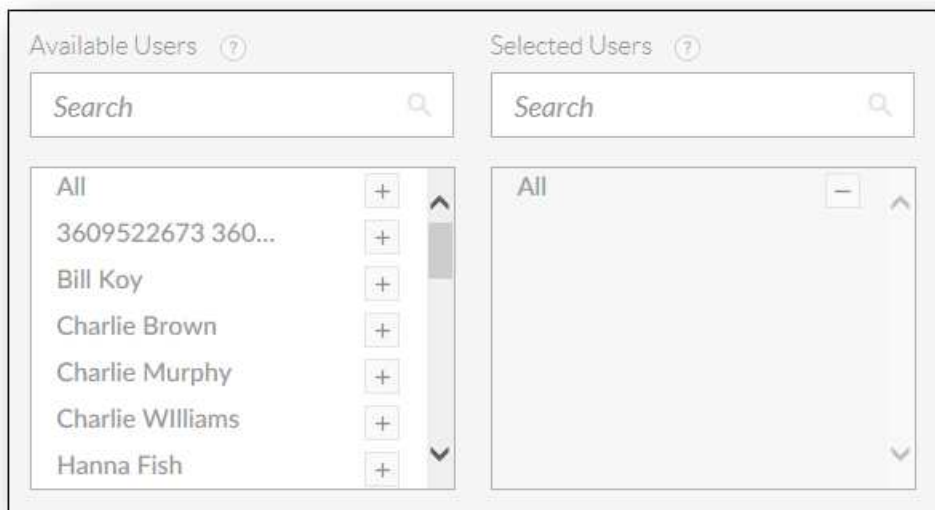 Available Users ?
Search
All +
3609522673 360... +
Bill Koy +
Charlie Brown +
Charlie Murphy +
Charlie WIlliams +
Hanna Fish +
Selected Users ?
Search
All −